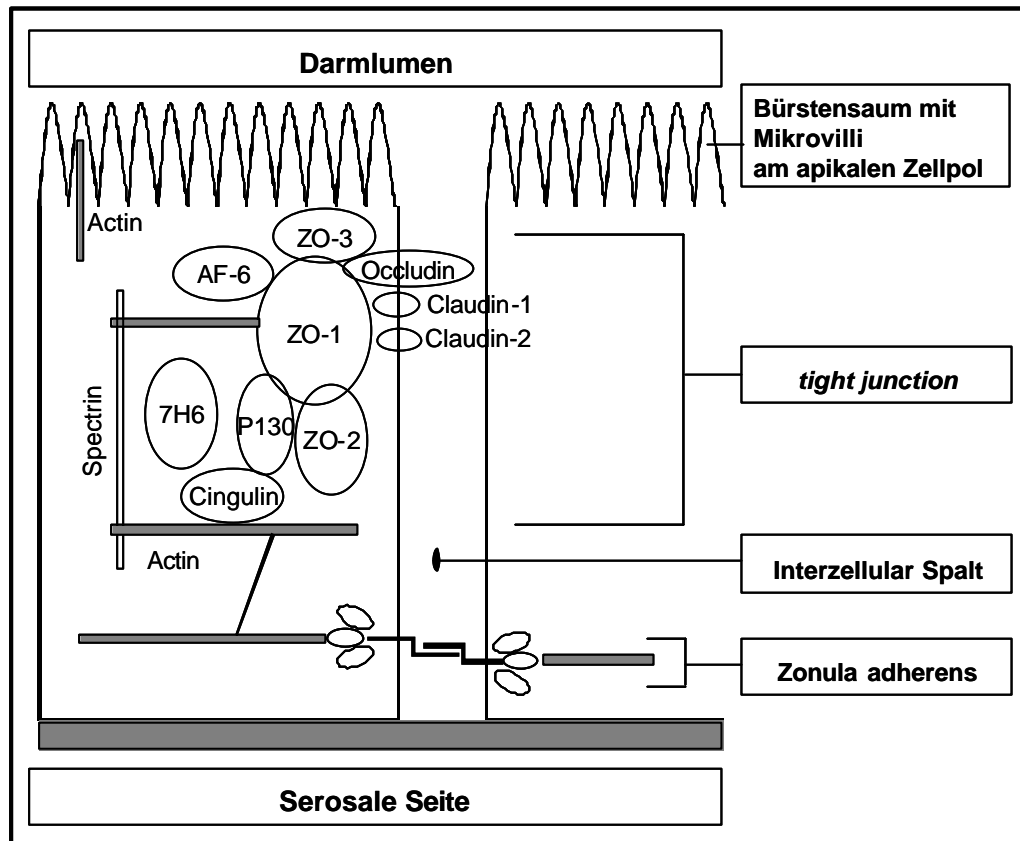 Darmlumen
Bürstensaum mit
Mikrovilli
am apikalen Zellpol
Actin
ZO-3
AF-6
Occludin
Claudin-1
ZO-1
Claudin-2
tight junction
7H6
P130
ZO-2
Spectrin
Cingulin
Actin
Interzellular Spalt
Zonula adherens
Serosale Seite